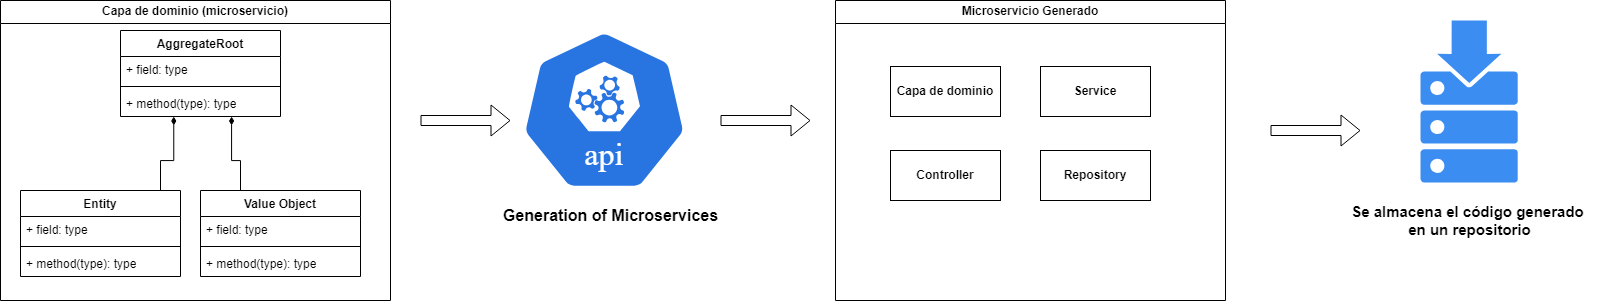 Capa de dominio (microservicio)
AggregateRoot
+ field: type
+ method(type): type
Entity
+ field: type
+ method(type): type
Value Object
+ field: type
+ method(type): type
api
Generation of Microservices
Microservicio Generado
Capa de dominio
Service
Controller
Repository
Se almacena el código generado
en un repositorio